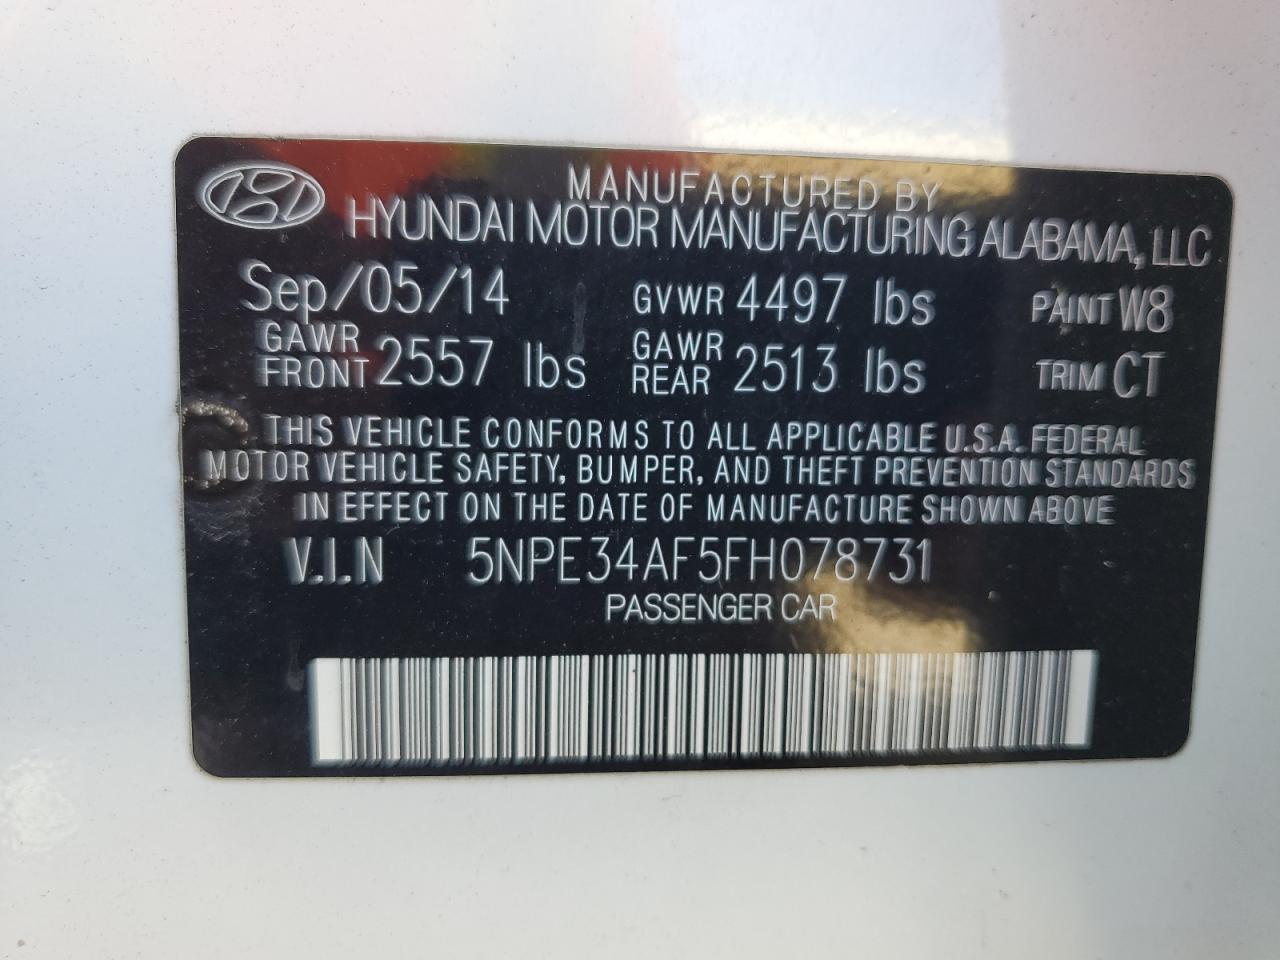 MANUFACTURED BY
HYUNDAI MOTOR MANUFACTURING ALABAMA, LLC
Sep/05/14 GVWR 4497 lbs PAINT W8
GAWR FRONT 2557 lbs GAWR REAR 2513 lbs TRIM CT
THIS VEHICLE CONFORMS TO ALL APPLICABLE U.S.A. FEDERAL
MOTOR VEHICLE SAFETY, BUMPER, AND THEFT PREVENTION STANDARDS
IN EFFECT ON THE DATE OF MANUFACTURE SHOWN ABOVE
V.I.N 5NPE34AF5FH078731
PASSENGER CAR